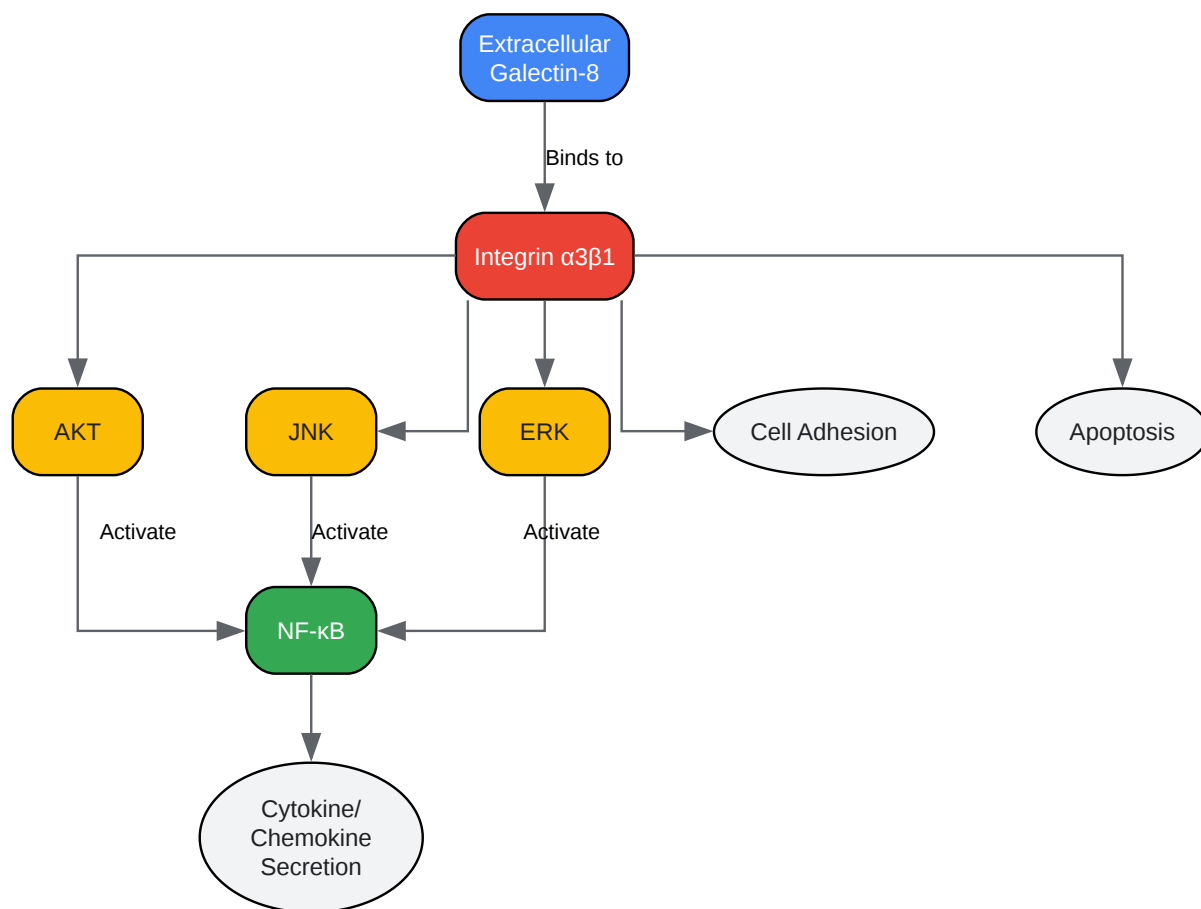 Extracellular
Galectin-8
Binds to
Integrin α3β1
AKT
JNK
ERK
Cell Adhesion
Apoptosis
Activate
Activate
Activate
NF-κB
Cytokine/
Chemokine
Secretion